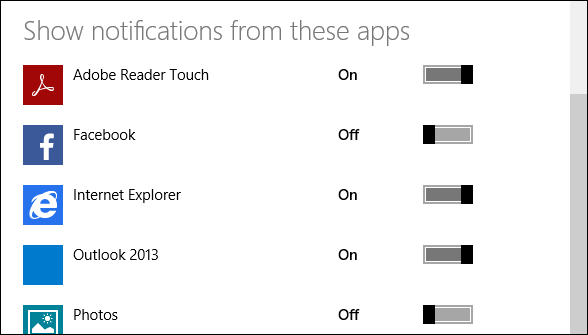 Show notifications from these apps
Adobe Reader Touch On
Facebook Off
Internet Explorer On
Outlook 2013 On
Photos Off